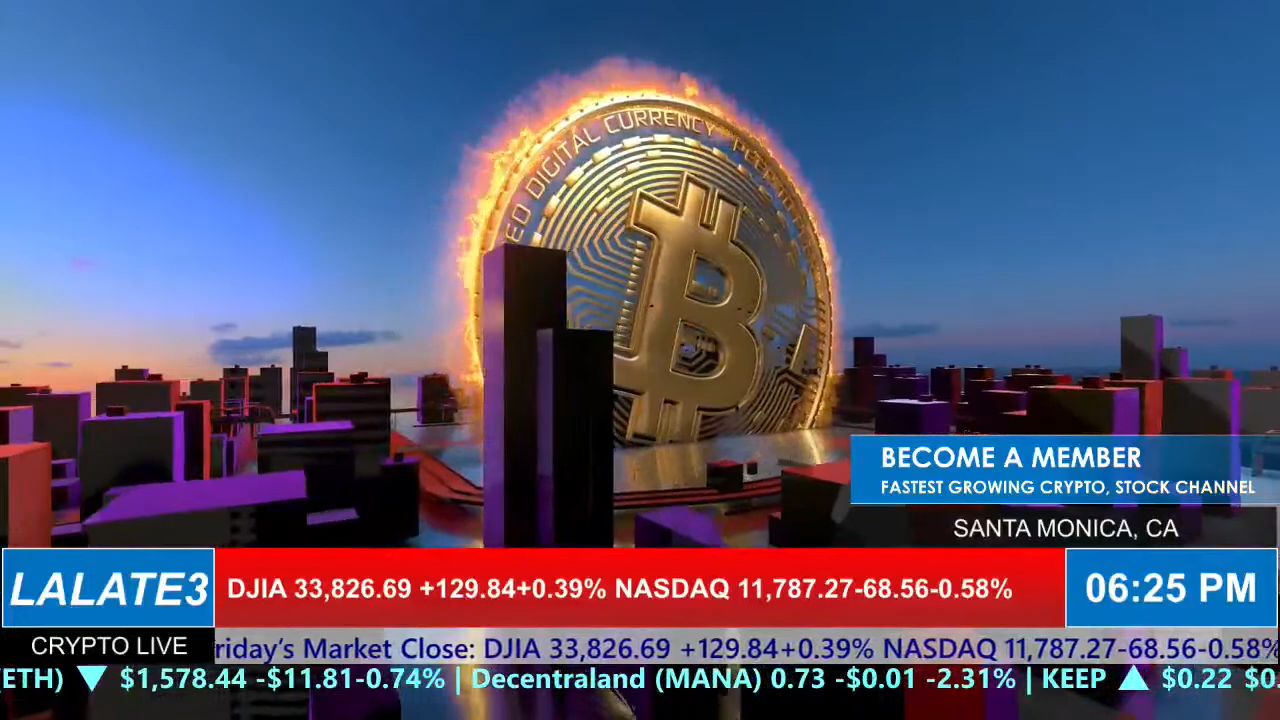 ED DIGITAL CURRENCY
BECOME A MEMBER
FASTEST GROWING CRYPTO, STOCK CHANNEL
SANTA MONICA, CA
LALATE3
DJIA 33,826.69 +129.84+0.39% NASDAQ 11,787.27-68.56-0.58%
06:25 PM
CRYPTO LIVE
riday's Market Close: DJIA 33,826.69 +129.84+0.39% NASDAQ 11,787.27-68.56-0.58%
(ETH) ▼ $1,578.44 -$11.81-0.74% | Decentraland (MANA) 0.73 -$0.01 -2.31% | KEEP ▲ $0.22 $0.